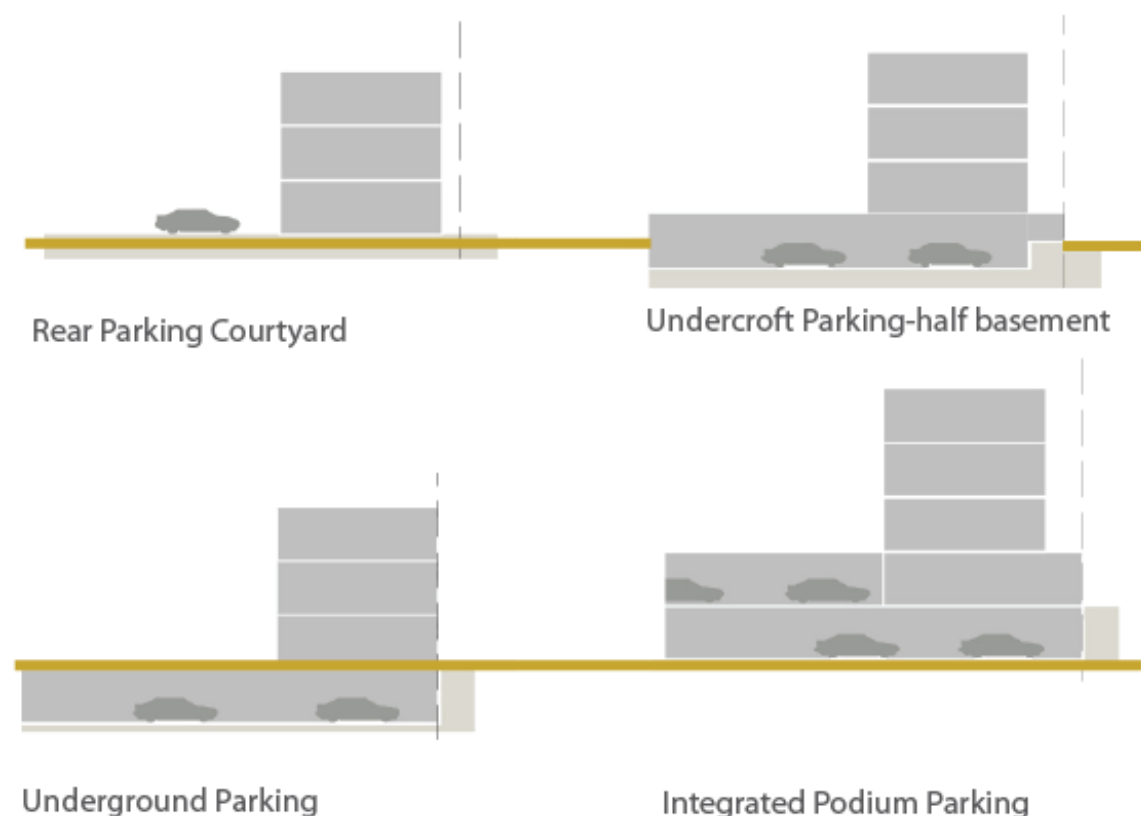 Rear Parking Courtyard
Undercroft Parking-half basement
Underground Parking
Integrated Podium Parking